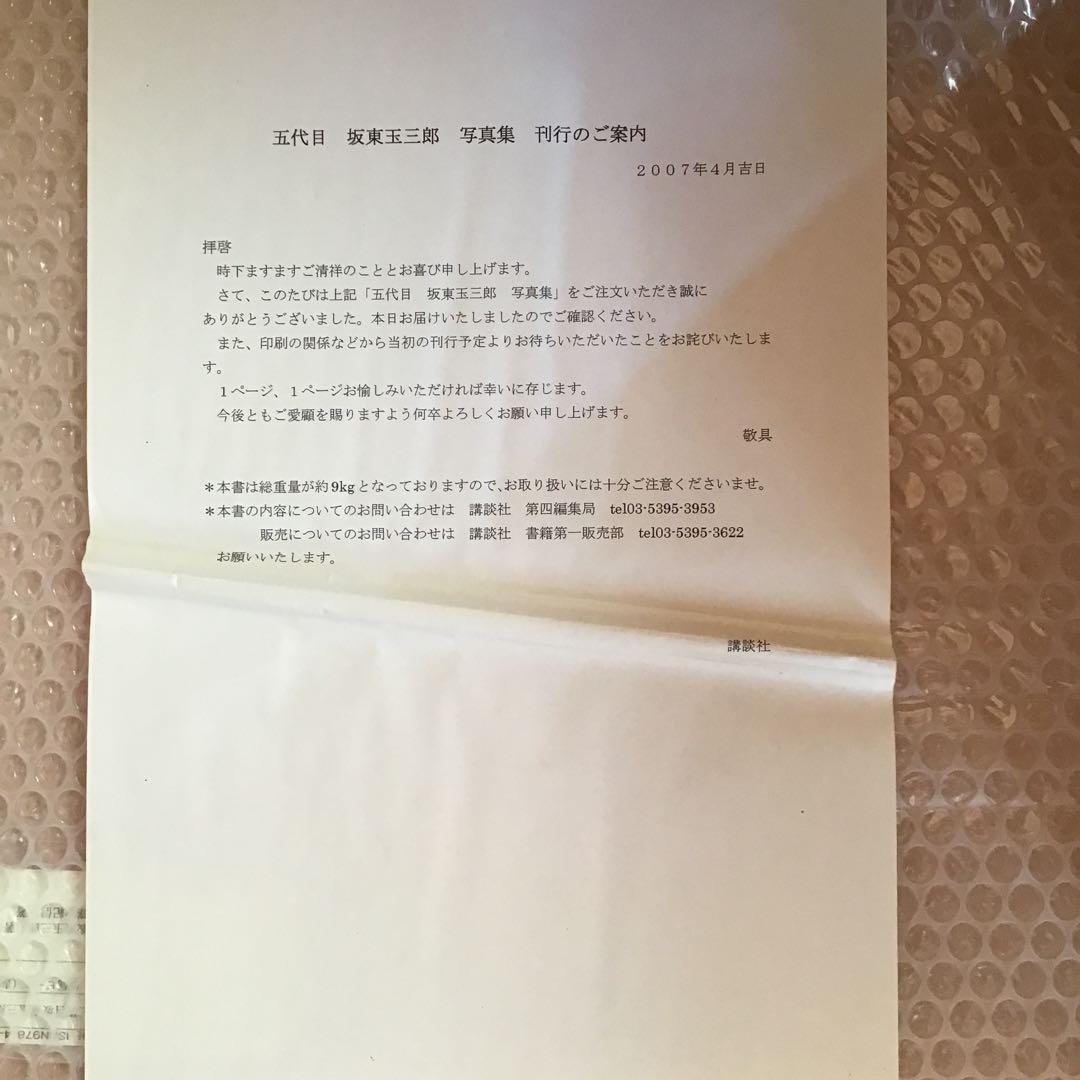 五代目　坂東玉三郎　写真集　刊行のご案内
２００７年４月吉日
拝啓
時下ますますご清祥のこととお喜び申し上げます。
さて、このたびは上記「五代目　坂東玉三郎　写真集」をご注文いただき誠に
ありがとうございました。本日お届けいたしましたのでご確認ください。
また、印刷の関係などから当初の刊行予定よりお待ちいただいたことをお詫びいたしま
す。
１ページ、１ページお愉しみいただければ幸いに存じます。
今後ともご愛顧を賜りますよう何卒よろしくお願い申し上げます。
敬具
＊本書は総重量が約9kgとなっておりますので、お取り扱いには十分ご注意くださいませ。
＊本書の内容についてのお問い合わせは　講談社　第四編集局　tel03-5395-3953
販売についてのお問い合わせは　講談社　書籍第一販売部　tel03-5395-3622
お願いいたします。
講談社